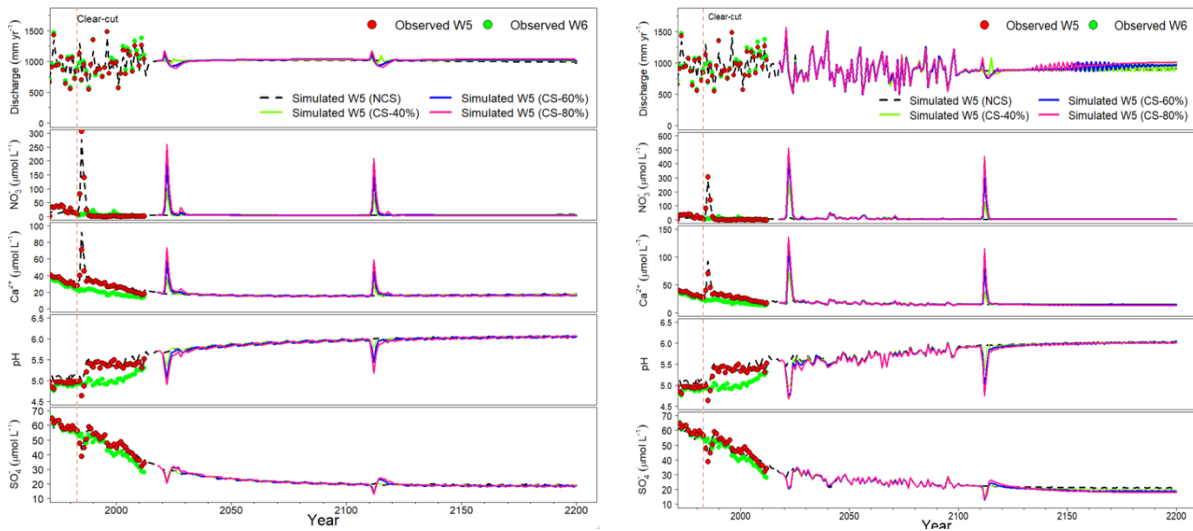 Clear-cut
Observed W5
Observed W6
1500
1000
500
0
Discharge (mm yr⁻¹)
Simulated W5 (NCS)
Simulated W5 (CS-60%)
Simulated W5 (CS-40%)
Simulated W5 (CS-80%)
300
250
200
150
100
50
0
NO₃⁻ (µmol L⁻¹)
100
80
60
40
20
0
Ca²⁺ (µmol L⁻¹)
6.5
6.0
5.5
5.0
4.5
pH
70
60
50
40
30
20
10
SO₄²⁻ (µmol L⁻¹)
2000
2050
2100
2150
2200
Year
Clear-cut
Observed W5
Observed W6
1500
1000
500
0
Discharge (mm yr⁻¹)
Simulated W5 (NCS)
Simulated W5 (CS-60%)
Simulated W5 (CS-40%)
Simulated W5 (CS-80%)
600
500
400
300
200
100
0
NO₃⁻ (µmol L⁻¹)
150
100
50
0
Ca²⁺ (µmol L⁻¹)
6.5
6.0
5.5
5.0
4.5
pH
70
60
50
40
30
20
10
SO₄²⁻ (µmol L⁻¹)
2000
2050
2100
2150
2200
Year